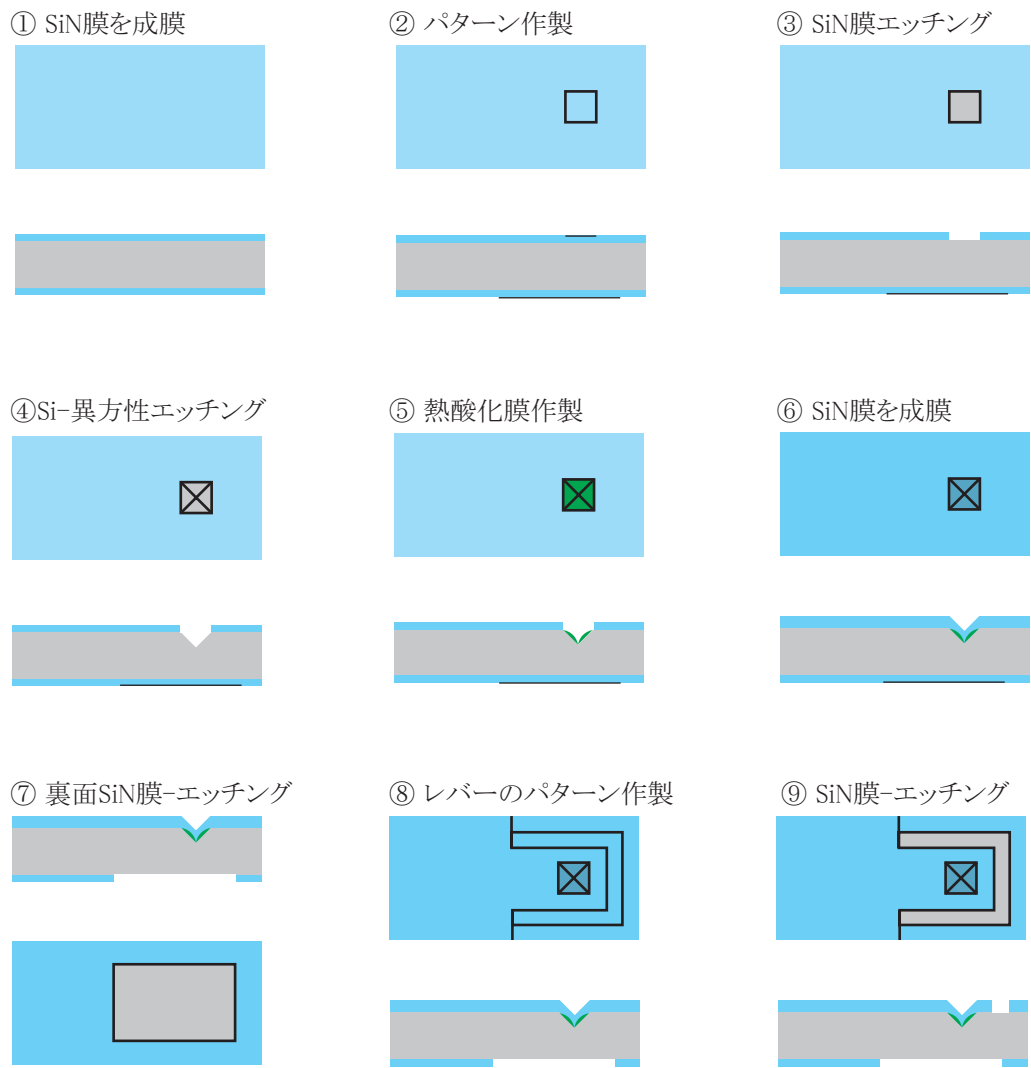 ① SiN膜を成膜
② パターン作製
③ SiN膜エッチング
④Si-異方性エッチング
⑤ 熱酸化膜作製
⑥ SiN膜を成膜
⑦ 裏面SiN膜-エッチング
⑧ レバーのパターン作製
⑨ SiN膜-エッチング